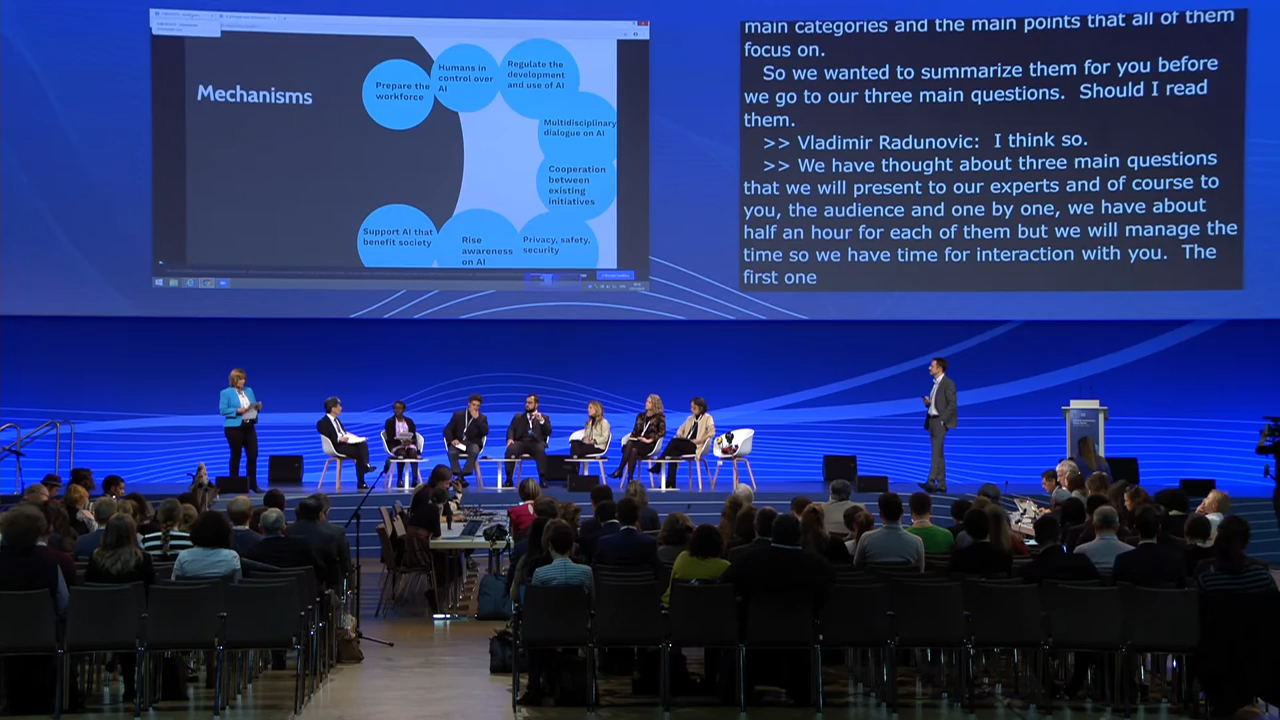 Mechanisms
Prepare the
workforce
Humans in
control over
AI
Regulate the
development
and use of AI
Multidisciplinary
dialogue on AI
Cooperation
between
existing
initiatives
Privacy, safety,
security
Rise
awareness
on AI
Support AI that
benefit society
main categories and the main points that all of them
focus on.
So we wanted to summarize them for you before
we go to our three main questions. Should I read
them.
>> Vladimir Radunovic: I think so.
>> We have thought about three main questions
that we will present to our experts and of course to
you, the audience and one by one, we have about
half an hour for each of them but we will manage the
time so we have time for interaction with you. The
first one